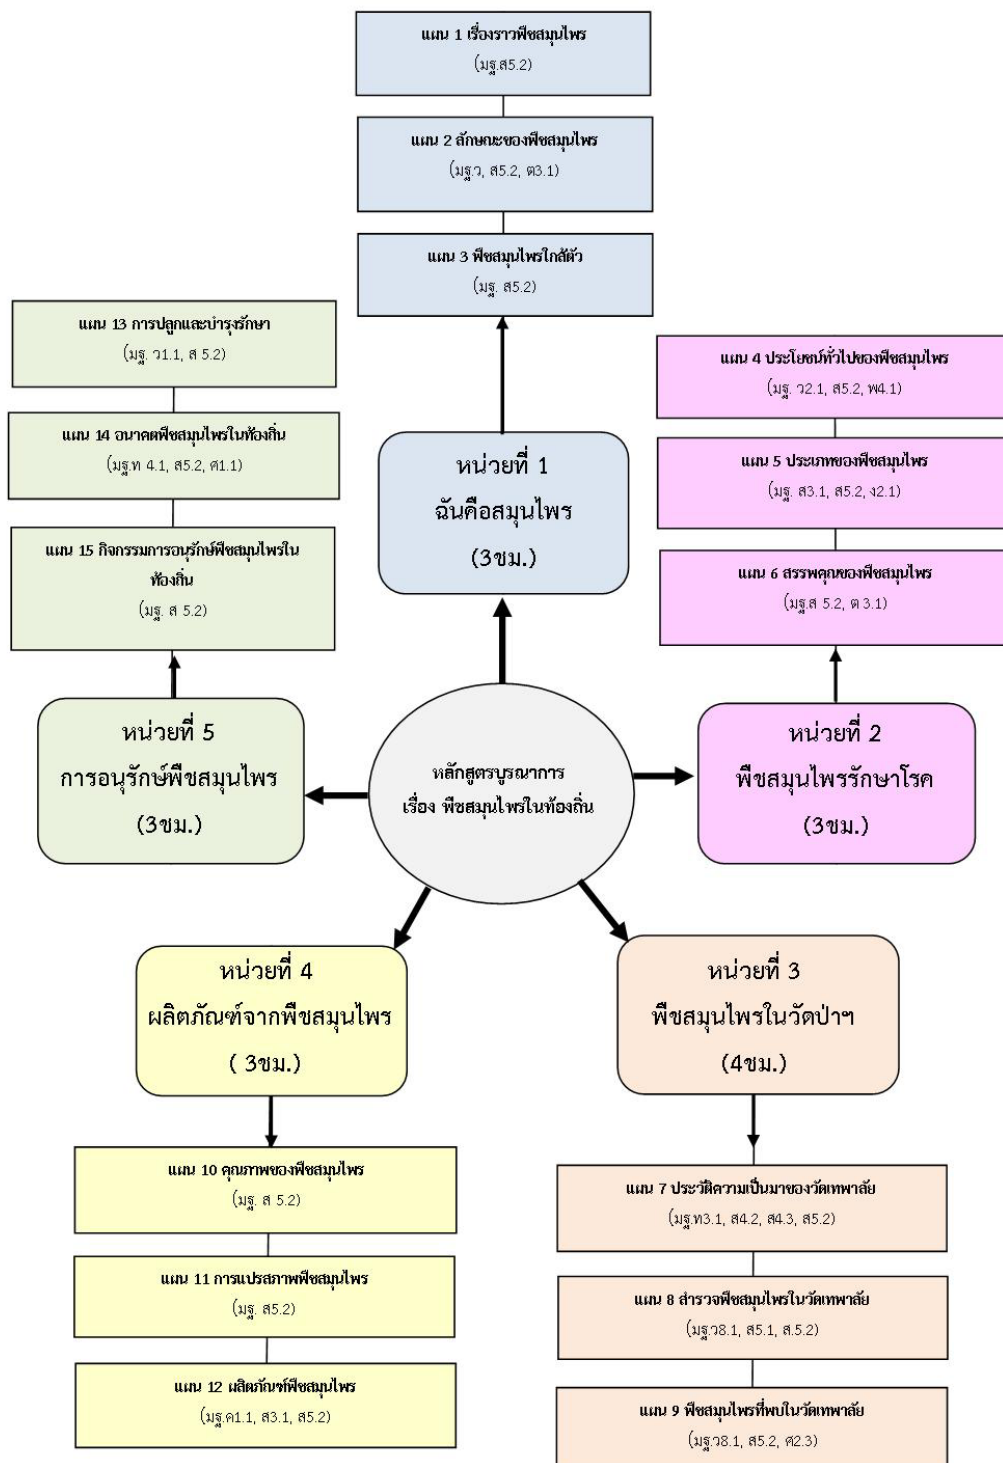 แผน 1 เรื่องราวพืชสมุนไพร
(มฐ.ส5.2)
แผน 2 ลักษณะของพืชสมุนไพร
(มฐ.ว, ส5.2, ต3.1)
แผน 3 พืชสมุนไพรใกล้ตัว
(มฐ. ส5.2)
หน่วยที่ 1
ฉันคือสมุนไพร
(3ชม.)
แผน 4 ประโยชน์ทั่วไปของพืชสมุนไพร
(มฐ. ว2.1, ส5.2, พ4.1)
แผน 5 ประเภทของพืชสมุนไพร
(มฐ. ส3.1, ส5.2, ง2.1)
แผน 6 สรรพคุณของพืชสมุนไพร
(มฐ.ส 5.2, ต 3.1)
หน่วยที่ 2
พืชสมุนไพรรักษาโรค
(3ชม.)
แผน 13 การปลูกและบำรุงรักษา
(มฐ. ว1.1, ส 5.2)
แผน 14 อนาคตพืชสมุนไพรในท้องถิ่น
(มฐ.ท 4.1, ส5.2, ศ1.1)
แผน 15 กิจกรรมการอนุรักษ์พืชสมุนไพรใน
ท้องถิ่น
(มฐ. ส 5.2)
หน่วยที่ 5
การอนุรักษ์พืชสมุนไพร
(3ชม.)
หลักสูตรบูรณาการ
เรื่อง พืชสมุนไพรในท้องถิ่น
หน่วยที่ 4
ผลิตภัณฑ์จากพืชสมุนไพร
( 3ชม.)
แผน 10 คุณภาพของพืชสมุนไพร
(มฐ. ส 5.2)
แผน 11 การแปรสภาพพืชสมุนไพร
(มฐ. ส5.2)
แผน 12 ผลิตภัณฑ์พืชสมุนไพร
(มฐ.ค1.1, ส3.1, ส5.2)
หน่วยที่ 3
พืชสมุนไพรในวัดป่าฯ
(4ชม.)
แผน 7 ประวัติความเป็นมาของวัดเทพาลัย
(มฐ.ท3.1, ส4.2, ส4.3, ส5.2)
แผน 8 สำรวจพืชสมุนไพรในวัดเทพาลัย
(มฐ.ว8.1, ส5.1, ส.5.2)
แผน 9 พืชสมุนไพรที่พบในวัดเทพาลัย
(มฐ.ว8.1, ส5.2, ศ2.3)